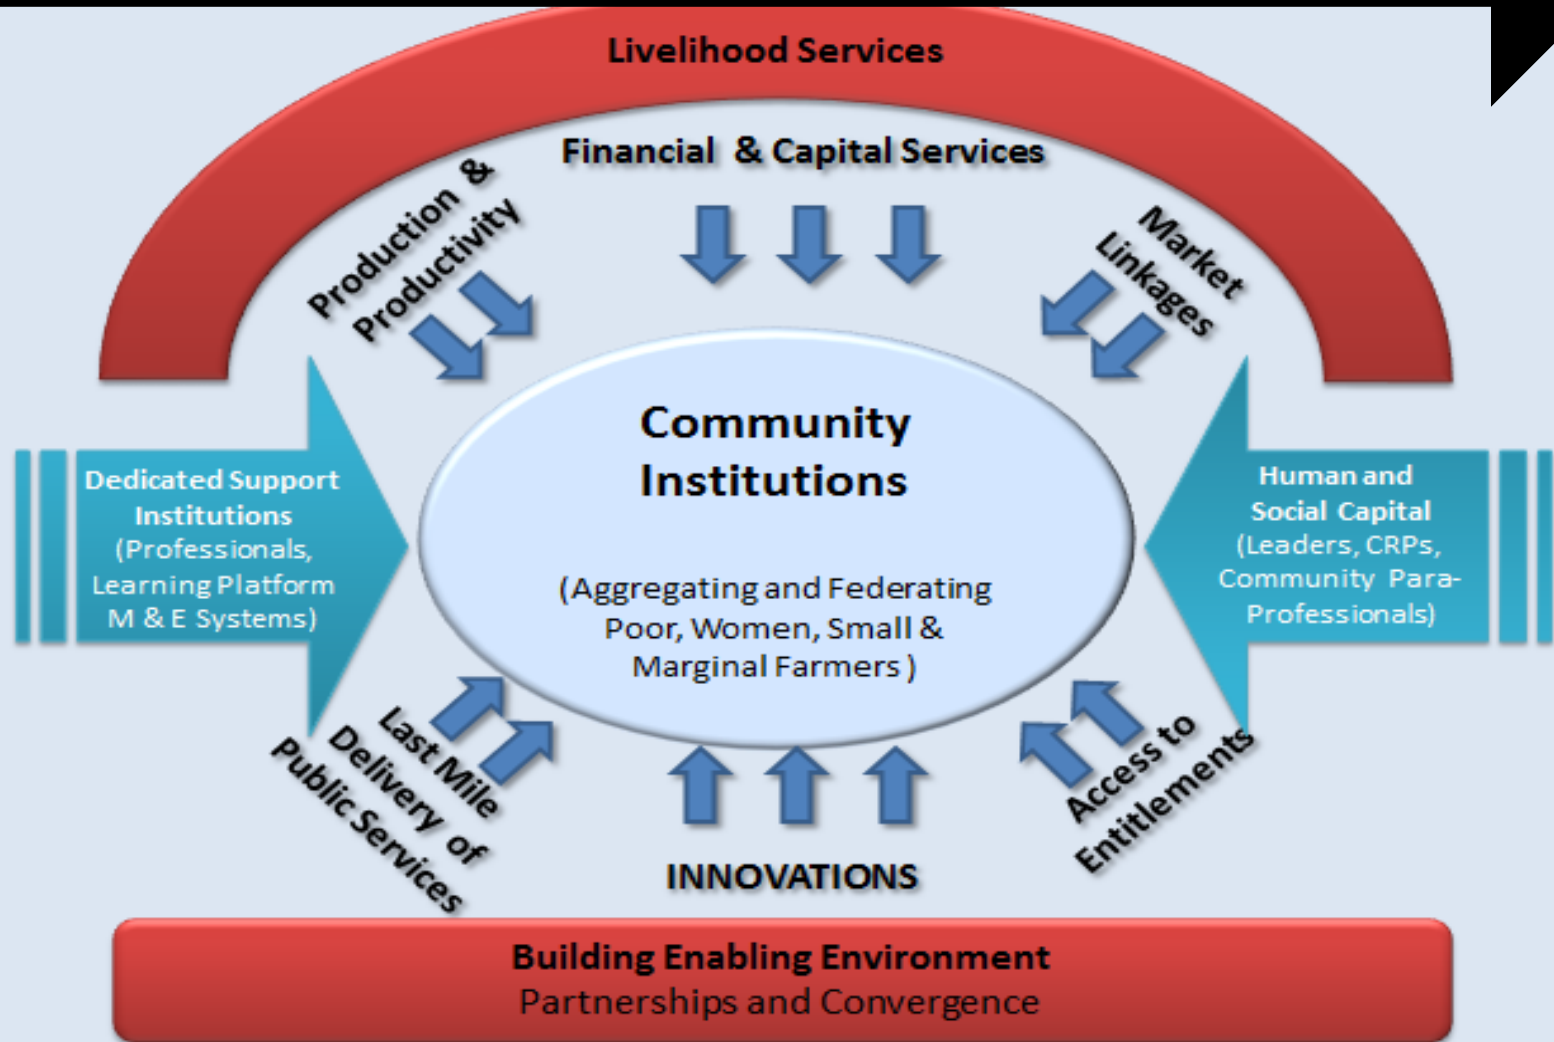 Livelihood Services
Financial & Capital Services
Production &
Productivity
Market
Linkages
Community
Institutions
(Aggregating and Federating
Poor, Women, Small &
Marginal Farmers )
Dedicated Support
Institutions
(Professionals,
Learning Platform
M & E Systems)
Human and
Social Capital
(Leaders, CRPs,
Community Para-
Professionals)
Last Mile
Delivery of
Public Services
INNOVATIONS
Access to
Entitlements
Building Enabling Environment
Partnerships and Convergence